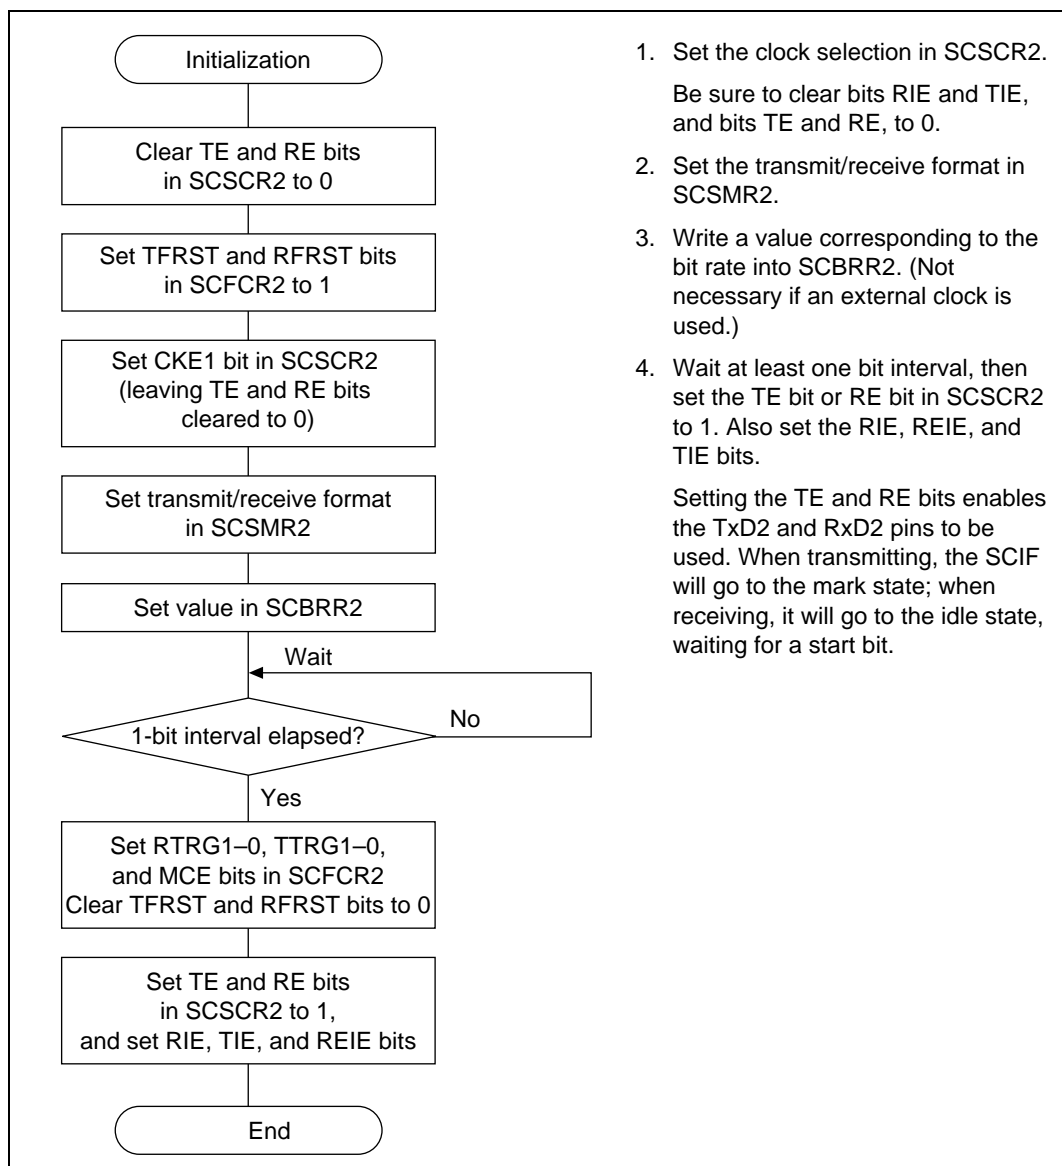 Initialization
Clear TE and RE bits
in SCSCR2 to 0
Set TFRST and RFRST bits
in SCFCR2 to 1
Set CKE1 bit in SCSCR2
(leaving TE and RE bits
cleared to 0)
Set transmit/receive format
in SCSMR2
Set value in SCBRR2
Wait
1-bit interval elapsed?
No
Yes
Set RTRG1–0, TTRG1–0,
and MCE bits in SCFCR2
Clear TFRST and RFRST bits to 0
Set TE and RE bits
in SCSCR2 to 1,
and set RIE, TIE, and REIE bits
End
1. Set the clock selection in SCSCR2.
Be sure to clear bits RIE and TIE,
and bits TE and RE, to 0.
2. Set the transmit/receive format in
SCSMR2.
3. Write a value corresponding to the
bit rate into SCBRR2. (Not
necessary if an external clock is
used.)
4. Wait at least one bit interval, then
set the TE bit or RE bit in SCSCR2
to 1. Also set the RIE, REIE, and
TIE bits.
Setting the TE and RE bits enables
the TxD2 and RxD2 pins to be
used. When transmitting, the SCIF
will go to the mark state; when
receiving, it will go to the idle state,
waiting for a start bit.